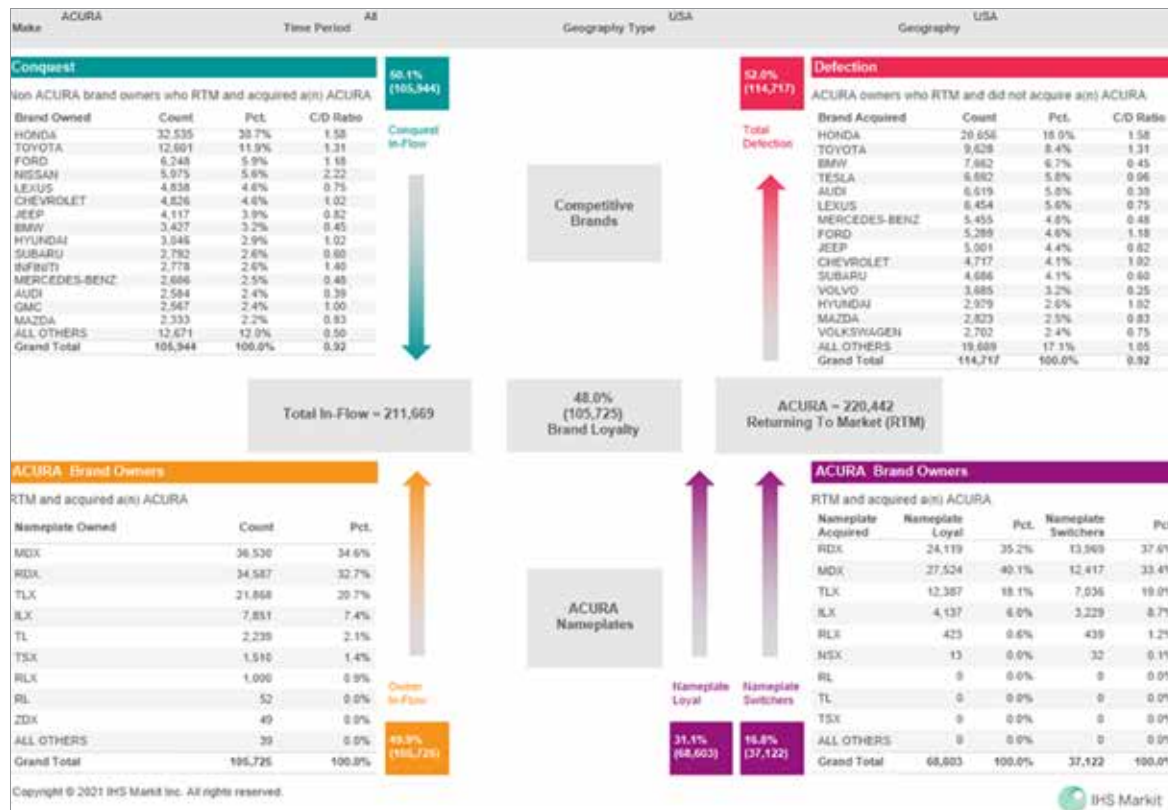 Make ACURA Time Period All Geography Type USA Geography USA
Conquest
Non ACURA brand owners who RTM and acquired a(n) ACURA
Brand Owned Count Pct. C/D Ratio
HONDA 32,535 30.7% 1.58
TOYOTA 12,601 11.9% 1.31
FORD 6,248 5.9% 1.18
NISSAN 5,975 5.6% 2.22
LEXUS 4,838 4.6% 0.75
CHEVROLET 4,826 4.6% 1.02
JEEP 4,117 3.9% 0.82
BMW 3,427 3.2% 0.45
HYUNDAI 3,046 2.9% 1.02
SUBARU 2,792 2.6% 0.60
INFINITI 2,778 2.6% 1.40
MERCEDES-BENZ 2,606 2.5% 0.48
AUDI 2,584 2.4% 0.39
GMC 2,567 2.4% 1.00
MAZDA 2,333 2.2% 0.83
ALL OTHERS 12,671 12.0% 0.50
Grand Total 105,944 100.0% 0.92
50.1%
(105,944)
Conquest
In-Flow
Competitive
Brands
52.0%
(114,717)
Total
Defection
Defection
ACURA owners who RTM and did not acquire a(n) ACURA
Brand Acquired Count Pct. C/D Ratio
HONDA 20,656 18.0% 1.58
TOYOTA 9,628 8.4% 1.31
BMW 7,662 6.7% 0.45
TESLA 6,692 5.8% 0.06
AUDI 6,619 5.8% 0.39
LEXUS 6,454 5.6% 0.75
MERCEDES-BENZ 5,455 4.8% 0.48
FORD 5,289 4.6% 1.18
JEEP 5,001 4.4% 0.82
CHEVROLET 4,717 4.1% 1.02
SUBARU 4,686 4.1% 0.60
VOLVO 3,685 3.2% 0.25
HYUNDAI 2,979 2.6% 1.02
MAZDA 2,823 2.5% 0.83
VOLKSWAGEN 2,702 2.4% 0.75
ALL OTHERS 19,669 17.1% 1.05
Grand Total 114,717 100.0% 0.92
Total In-Flow = 211,669
48.0%
(105,725)
Brand Loyalty
ACURA = 220,442
Returning To Market (RTM)
ACURA Brand Owners
RTM and acquired a(n) ACURA
Nameplate Owned Count Pct.
MDX 36,530 34.6%
RDX 34,587 32.7%
TLX 21,868 20.7%
ILX 7,851 7.4%
TL 2,239 2.1%
TSX 1,510 1.4%
RLX 1,000 0.9%
RL 52 0.0%
ZDX 49 0.0%
ALL OTHERS 39 0.0%
Grand Total 105,725 100.0%
Owner
In-Flow
49.9%
(105,725)
ACURA
Nameplates
Nameplate
Loyal
31.1%
(68,603)
Nameplate
Switchers
16.8%
(37,122)
ACURA Brand Owners
RTM and acquired a(n) ACURA
Nameplate Acquired Nameplate Loyal Pct. Nameplate Switchers Pct
RDX 24,119 35.2% 13,969 37.6%
MDX 27,524 40.1% 12,417 33.4%
TLX 12,387 18.1% 7,036 19.0%
ILX 4,137 6.0% 3,229 8.7%
RLX 423 0.6% 439 1.2%
NSX 13 0.0% 32 0.1%
RL 0 0.0% 0 0.0%
TL 0 0.0% 0 0.0%
TSX 0 0.0% 0 0.0%
ALL OTHERS 0 0.0% 0 0.0%
Grand Total 68,603 100.0% 37,122 100.0%
Copyright © 2021 IHS Markit Inc. All rights reserved.
IHS Markit